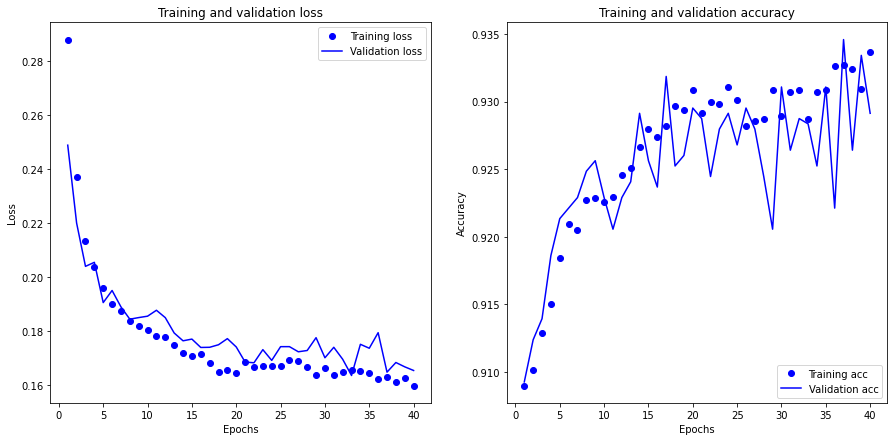 Training and validation loss
Training loss
Validation loss
0.28
0.26
0.24
0.22
0.20
0.18
0.16
Loss
0 5 10 15 20 25 30 35 40
Epochs
Training and validation accuracy
0.935
0.930
0.925
0.920
0.915
0.910
Accuracy
Training acc
Validation acc
0 5 10 15 20 25 30 35 40
Epochs